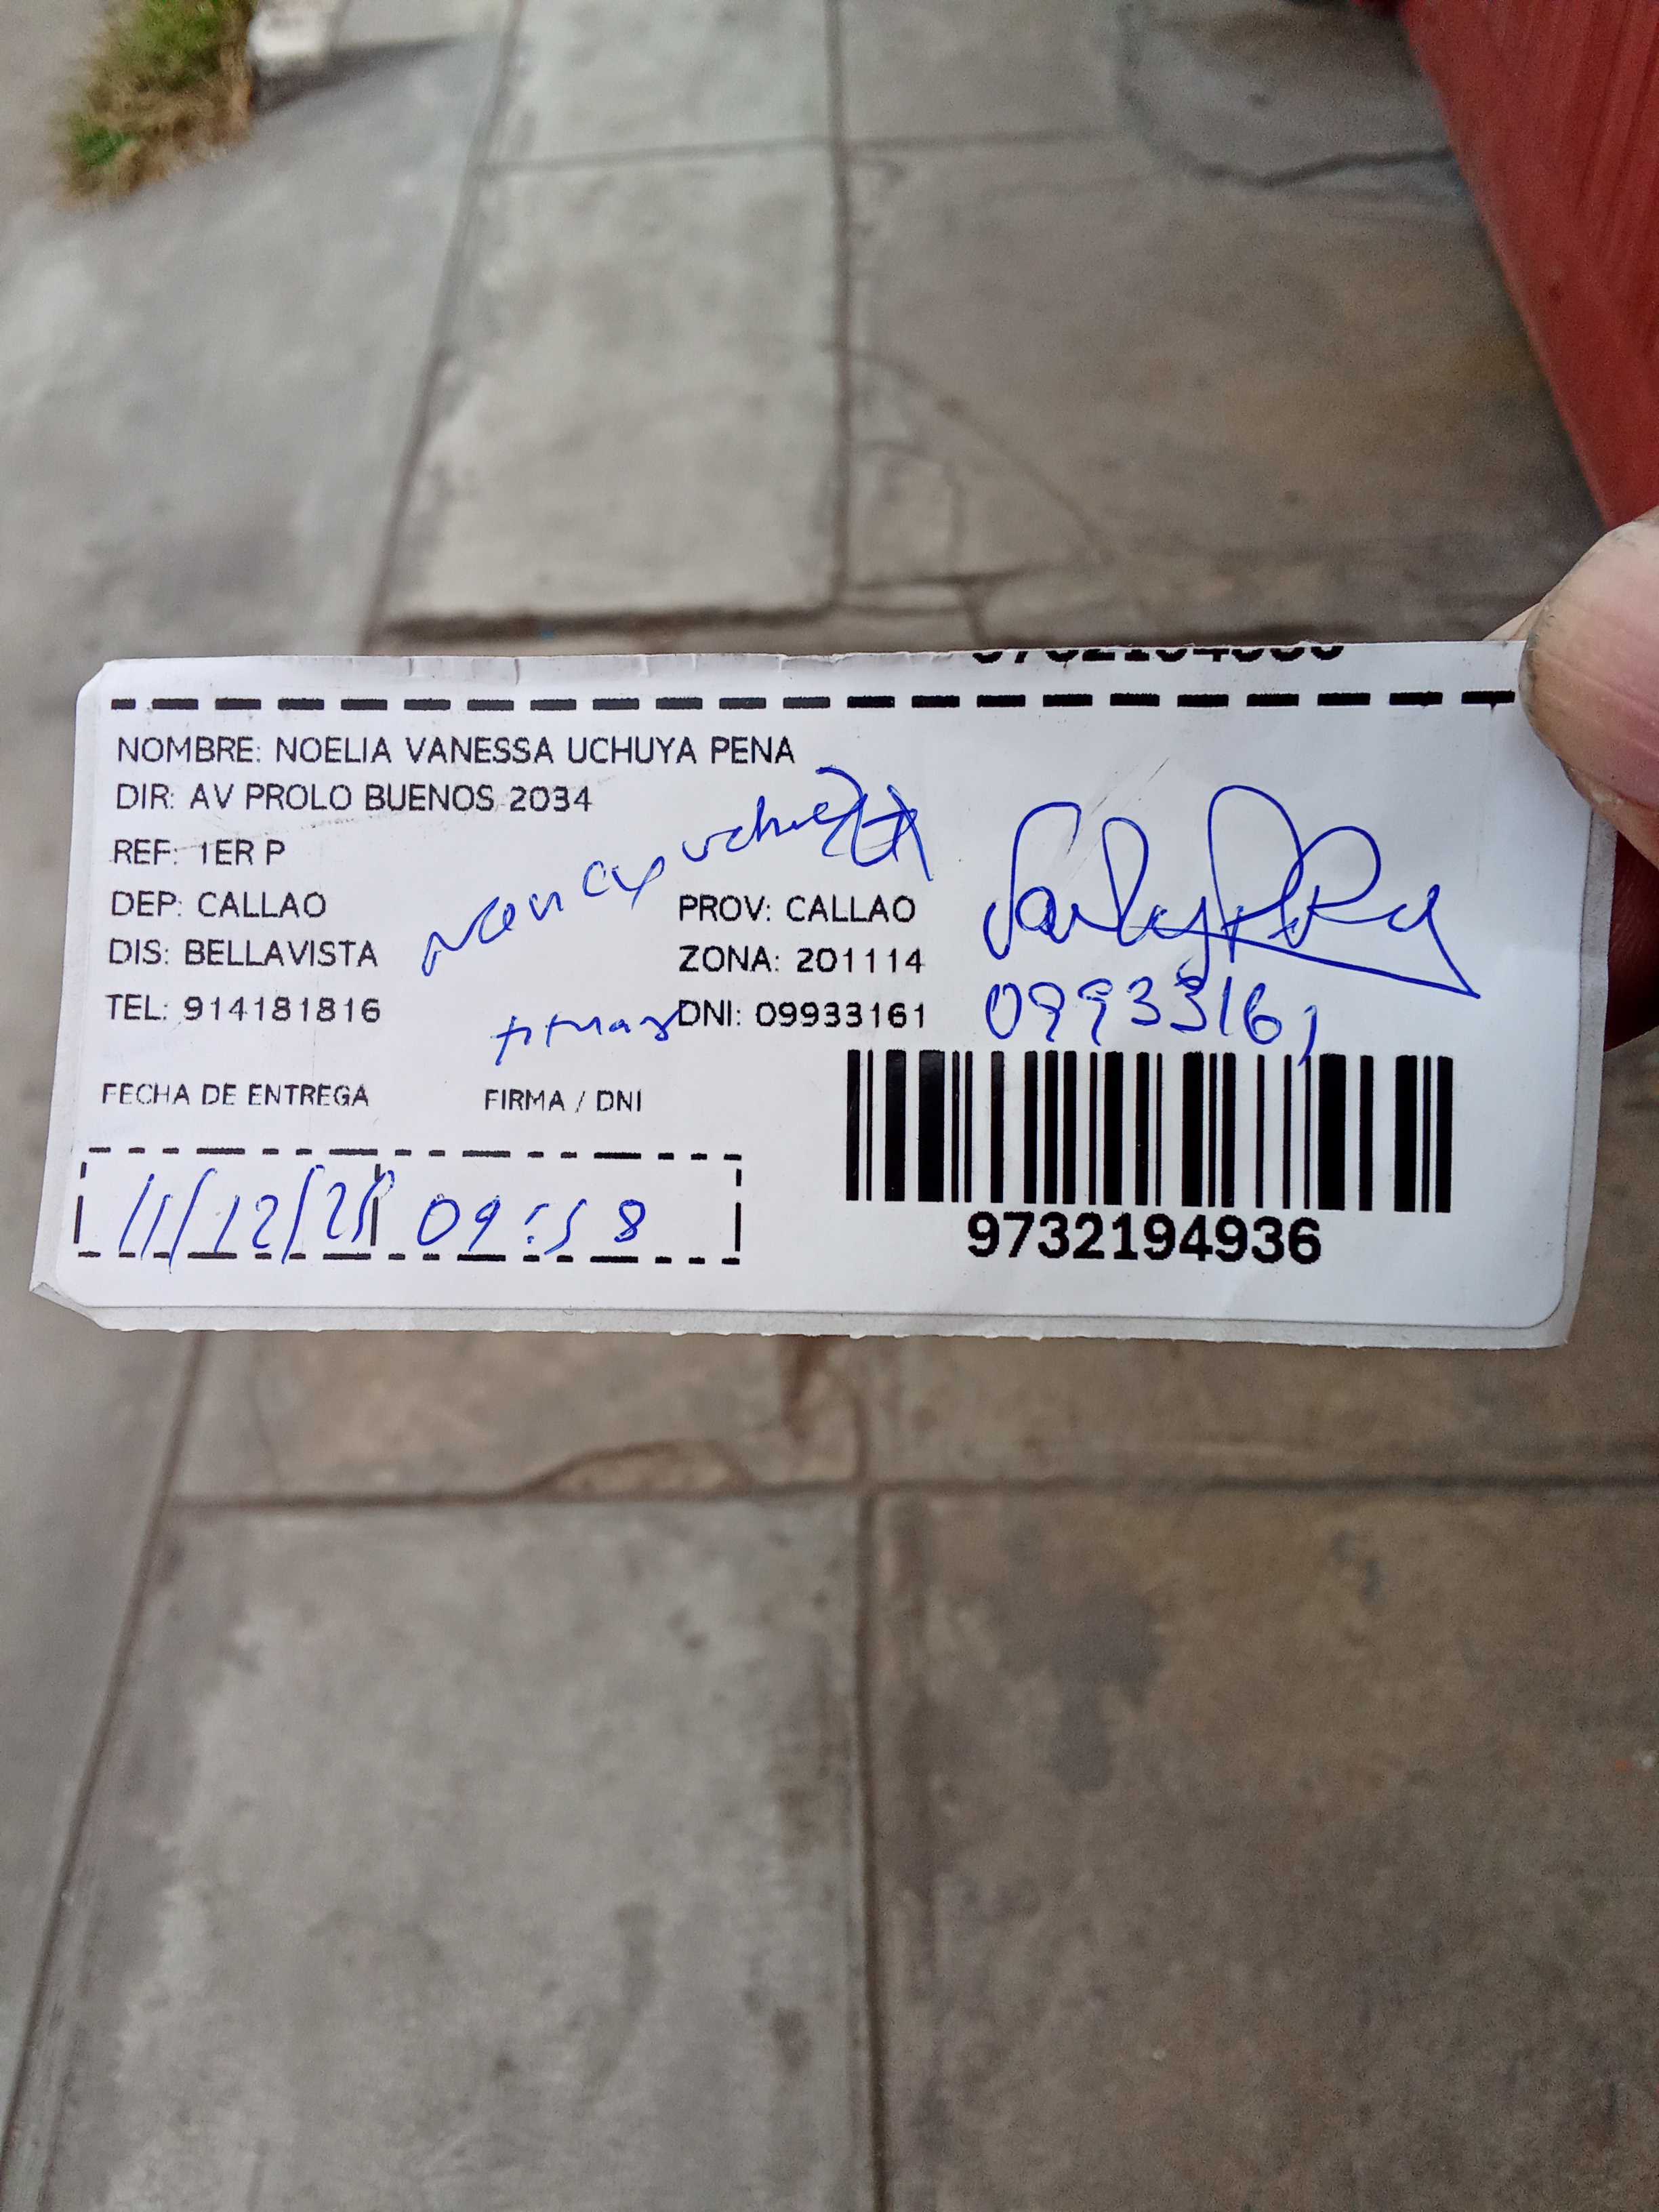 NOMBRE: NOELIA VANESSA UCHUYA PENA
DIR: AV PROLO BUENOS 2034
REF: 1ER P
DEP: CALLAO
PROV: CALLAO
DIS: BELLAVISTA
ZONA: 201114
TEL: 914181816
titular
DNI: 09933161
09933161
FECHA DE ENTREGA
FIRMA / DNI
11/12/25 09:58
9732194936